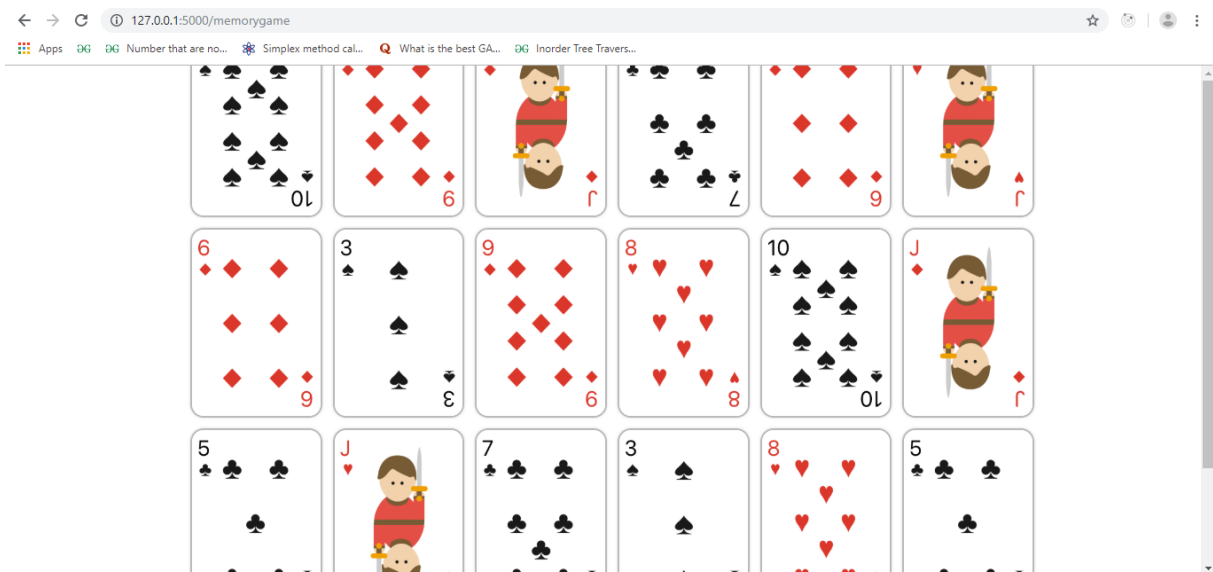 127.0.0.1:5000/memorygame
Apps Number that are no... Simplex method cal... Q What is the best GA... Inorder Tree Travers...
10 9 J 7 6 J
6 3 9 8 10 J
6 3 9 8 10 J
5 J 7 3 8 5